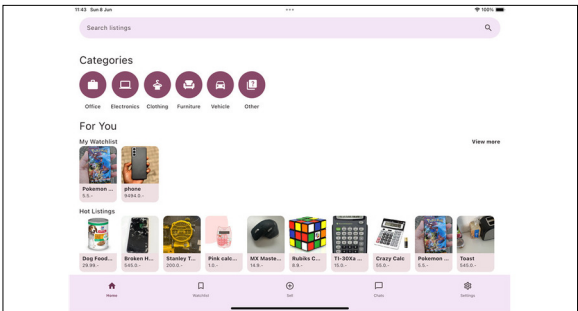 11:43 Sun 8 Jun
100%
Search listings
Categories
Office Electronics Clothing Furniture Vehicle Other
For You
My Watchlist View more
Pokemon ... phone
5.5.- 9494.0.-
Hot Listings
Dog Food... Broken H... Stanley T... Pink calc... MX Maste... Rubiks C... TI-30Xa ... Crazy Calc Pokemon ... Toast
29.99.- 545.0.- 200.0.- 1.0.- 14.9.- 8.9.- 15.0.- 55.0.- 5.5.- 545.0.-
Home Watchlist Sell Chats Settings